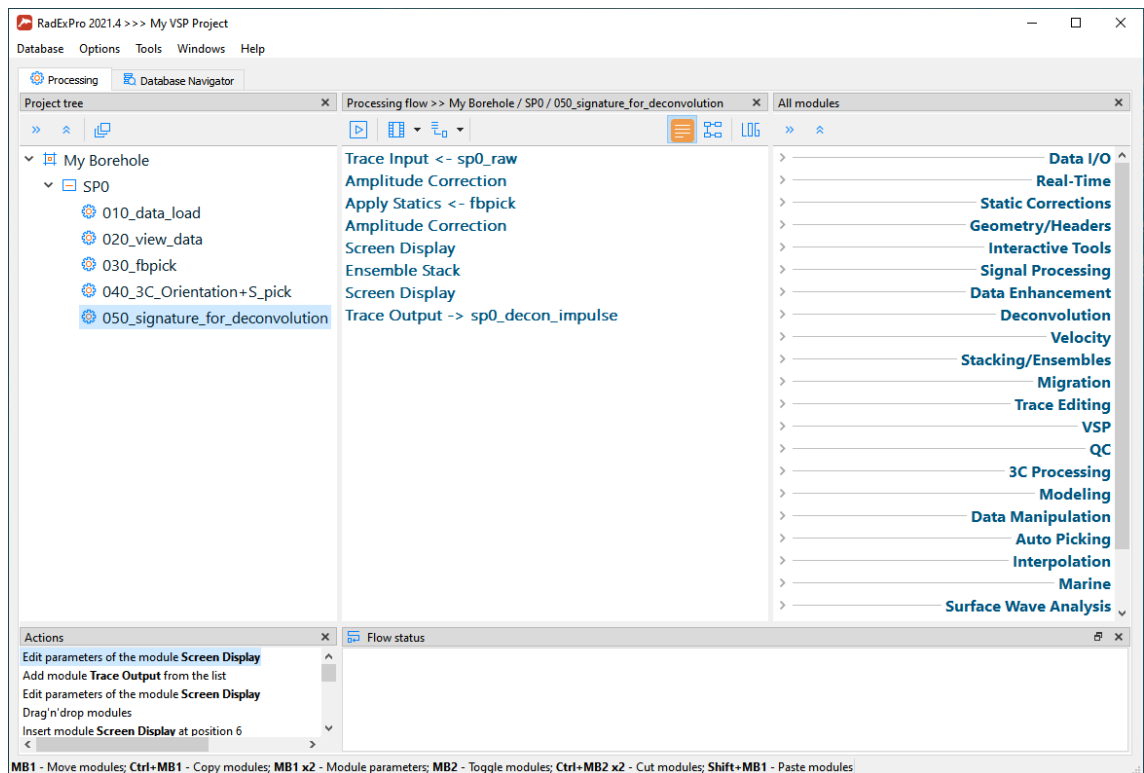 RadExPro 2021.4 >>> My VSP Project
Database Options Tools Windows Help
Processing Database Navigator
Project tree
My Borehole
SP0
010_data_load
020_view_data
030_fbpick
040_3C_Orientation+S_pick
050_signature_for_deconvolution
Processing flow >> My Borehole / SP0 / 050_signature_for_deconvolution
LOG
Trace Input <- sp0_raw
Amplitude Correction
Apply Statics <- fbpick
Amplitude Correction
Screen Display
Ensemble Stack
Screen Display
Trace Output -> sp0_decon_impulse
All modules
Data I/O
Real-Time
Static Corrections
Geometry/Headers
Interactive Tools
Signal Processing
Data Enhancement
Deconvolution
Velocity
Stacking/Ensembles
Migration
Trace Editing
VSP
QC
3C Processing
Modeling
Data Manipulation
Auto Picking
Interpolation
Marine
Surface Wave Analysis
Actions
Edit parameters of the module Screen Display
Add module Trace Output from the list
Edit parameters of the module Screen Display
Drag'n'drop modules
Insert module Screen Display at position 6
Flow status
MB1 - Move modules; Ctrl+MB1 - Copy modules; MB1 x2 - Module parameters; MB2 - Toggle modules; Ctrl+MB2 x2 - Cut modules; Shift+MB1 - Paste modules